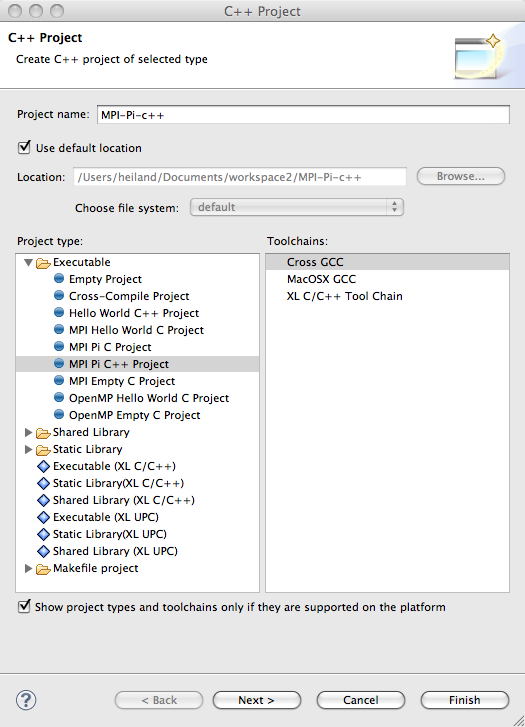 C++ Project
C++ Project
Create C++ project of selected type
Project name: MPI-Pi-c++
Use default location
Location: /Users/heiland/Documents/workspace2/MPI-Pi-c++ Browse...
Choose file system: default
Project type:
Executable
Empty Project
Cross-Compile Project
Hello World C++ Project
MPI Hello World C Project
MPI Pi C Project
MPI Pi C++ Project
MPI Empty C Project
OpenMP Hello World C Project
OpenMP Empty C Project
Shared Library
Static Library
Executable (XL C/C++)
Static Library(XL C/C++)
Shared Library (XL C/C++)
Executable (XL UPC)
Static Library(XL UPC)
Shared Library (XL UPC)
Makefile project
Toolchains:
Cross GCC
MacOSX GCC
XL C/C++ Tool Chain
Show project types and toolchains only if they are supported on the platform
? < Back Next > Cancel Finish